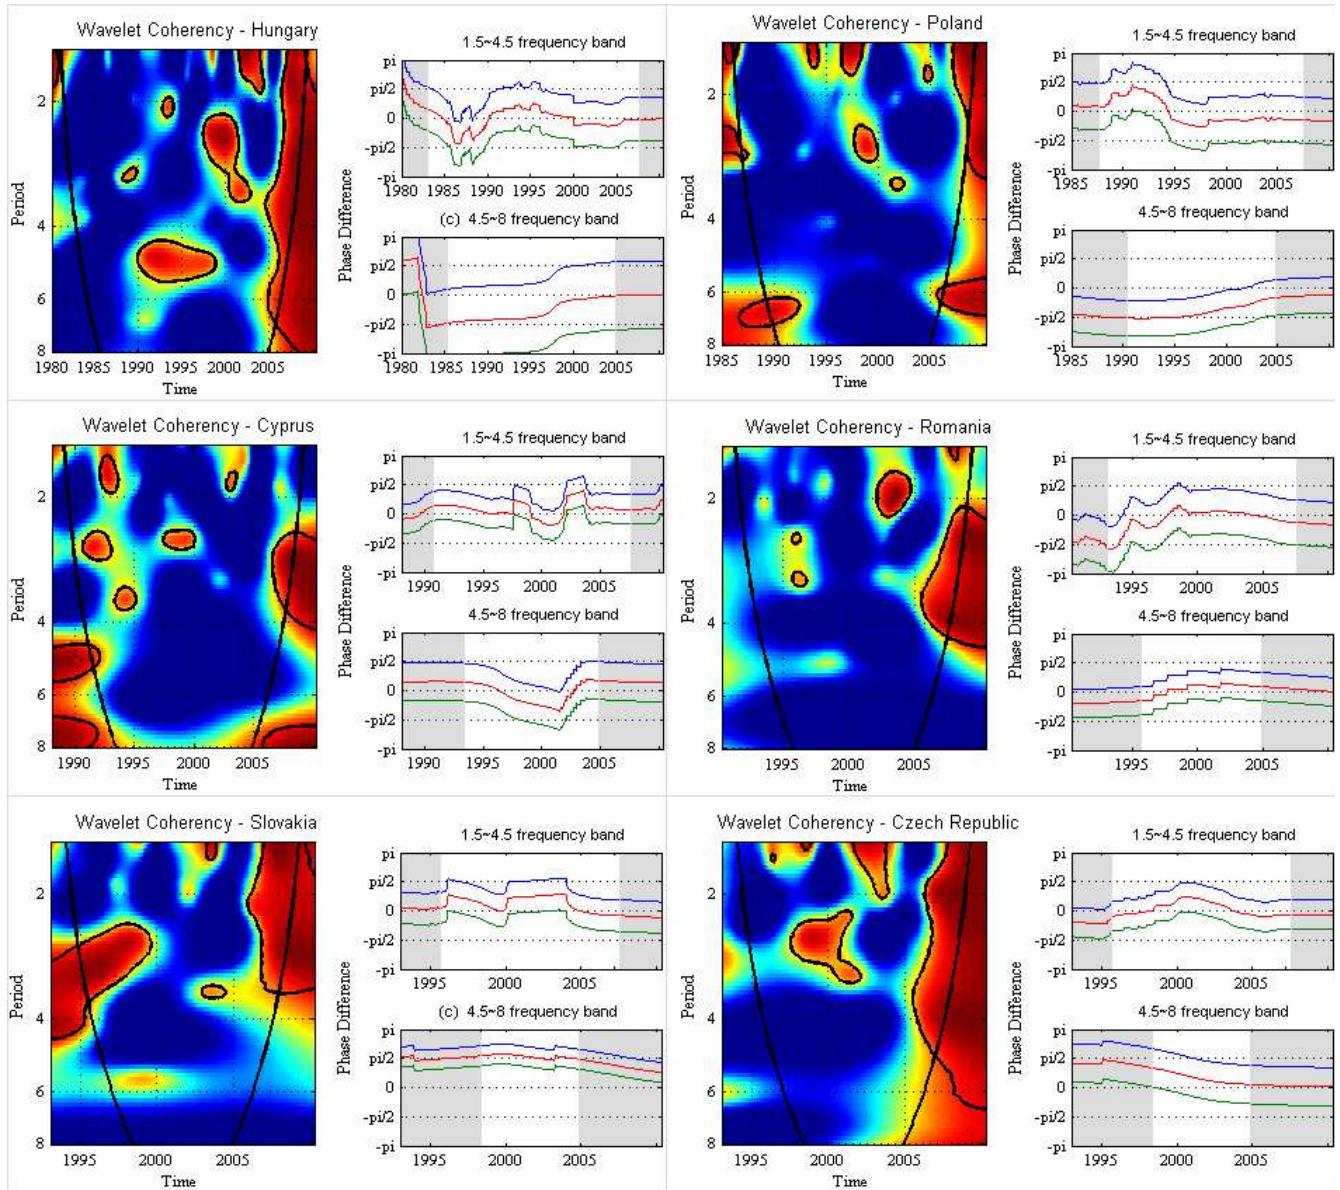 Wavelet Coherency - Hungary
Period
2
4
6
8
1980 1985 1990 1995 2000 2005
Time
1.5~4.5 frequency band
pi
pi/2
0
-pi/2
-pi
1980 1985 1990 1995 2000 2005
Phase Difference
(c) 4.5~8 frequency band
pi
pi/2
0
-pi/2
-pi
1980 1985 1990 1995 2000 2005
Time
Wavelet Coherency - Poland
Period
2
4
6
8
1985 1990 1995 2000 2005
Time
1.5~4.5 frequency band
pi
pi/2
0
-pi/2
-pi
1985 1990 1995 2000 2005
Phase Difference
4.5~8 frequency band
pi
pi/2
0
-pi/2
-pi
1985 1990 1995 2000 2005
Time
Wavelet Coherency - Cyprus
Period
2
4
6
8
1990 1995 2000 2005
Time
1.5~4.5 frequency band
pi
pi/2
0
-pi/2
-pi
1990 1995 2000 2005
Phase Difference
4.5~8 frequency band
pi
pi/2
0
-pi/2
-pi
1990 1995 2000 2005
Time
Wavelet Coherency - Romania
Period
2
4
6
8
1995 2000 2005
Time
1.5~4.5 frequency band
pi
pi/2
0
-pi/2
-pi
1995 2000 2005
Phase Difference
4.5~8 frequency band
pi
pi/2
0
-pi/2
-pi
1995 2000 2005
Time
Wavelet Coherency - Slovakia
Period
2
4
6
8
1995 2000 2005
Time
1.5~4.5 frequency band
pi
pi/2
0
-pi/2
-pi
1995 2000 2005
Phase Difference
(c) 4.5~8 frequency band
pi
pi/2
0
-pi/2
-pi
1995 2000 2005
Time
Wavelet Coherency - Czech Republic
Period
2
4
6
8
1995 2000 2005
Time
1.5~4.5 frequency band
pi
pi/2
0
-pi/2
-pi
1995 2000 2005
Phase Difference
4.5~8 frequency band
pi
pi/2
0
-pi/2
-pi
1995 2000 2005
Time